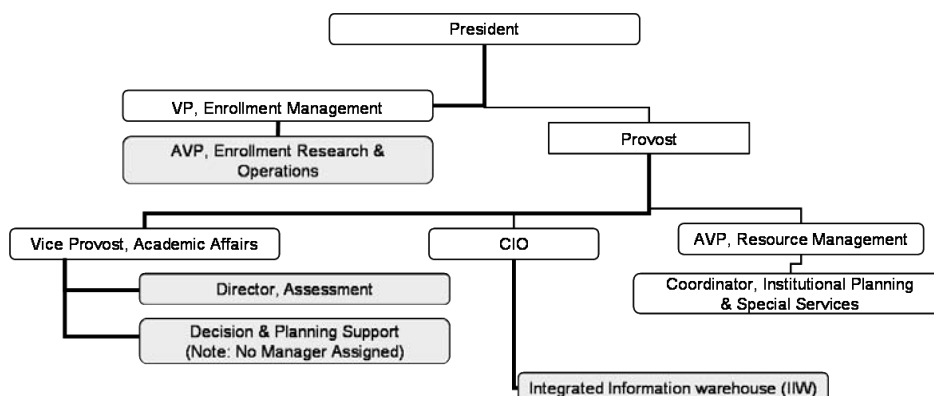 President
VP, Enrollment Management
AVP, Enrollment Research &
Operations
Provost
Vice Provost, Academic Affairs
CIO
AVP, Resource Management
Director, Assessment
Coordinator, Institutional Planning
& Special Services
Decision & Planning Support
(Note: No Manager Assigned)
Integrated Information warehouse (IIW)